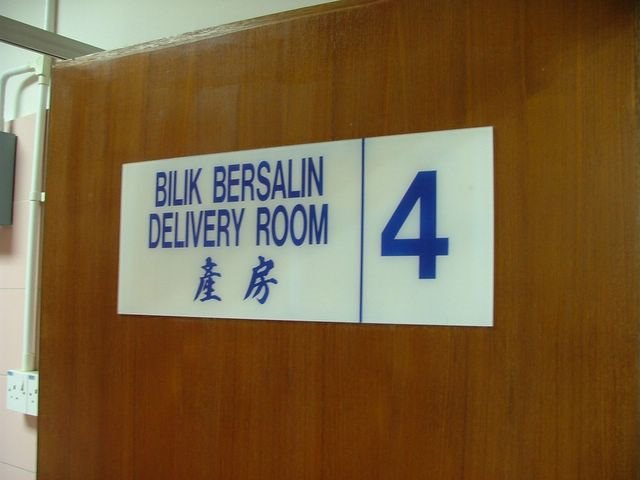 BILIK BERSALIN
DELIVERY ROOM
產房
4